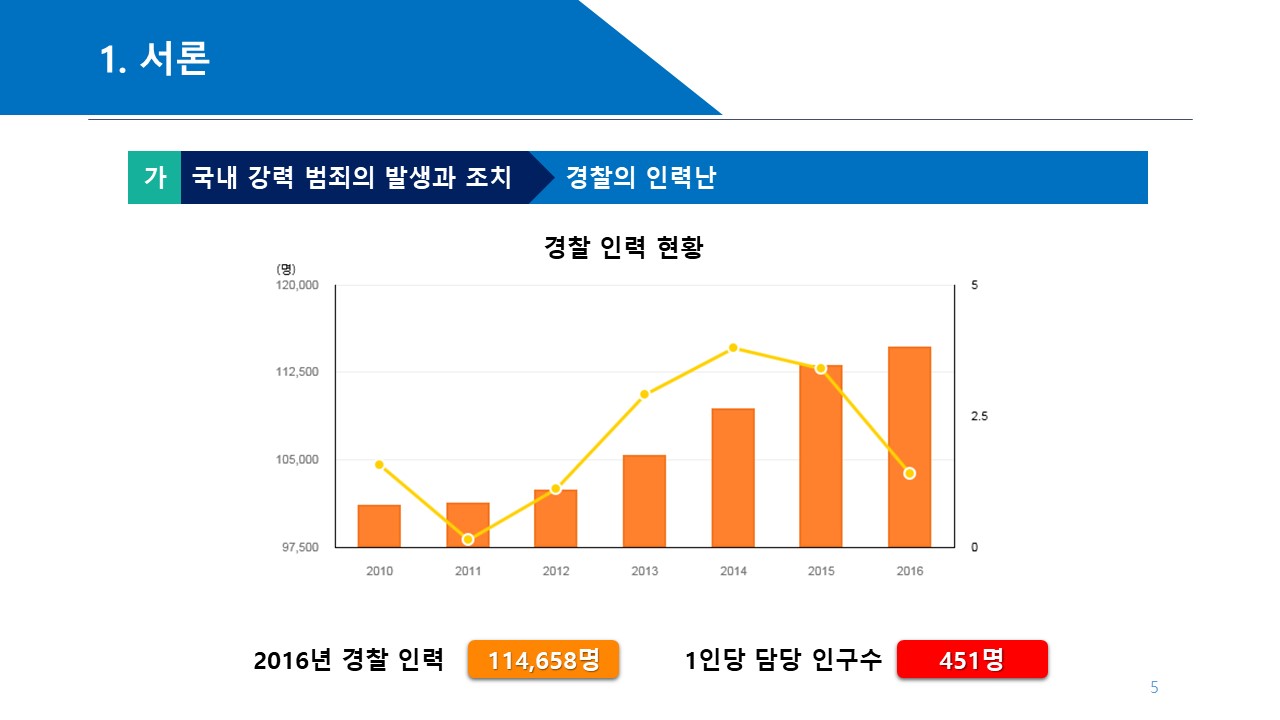 1. 서론
가 국내 강력 범죄의 발생과 조치 경찰의 인력난
경찰 인력 현황
(명)
120,000 5
112,500
2.5
105,000
97,500 0
2010 2011 2012 2013 2014 2015 2016
2016년 경찰 인력 114,658명 1인당 담당 인구수 451명
5